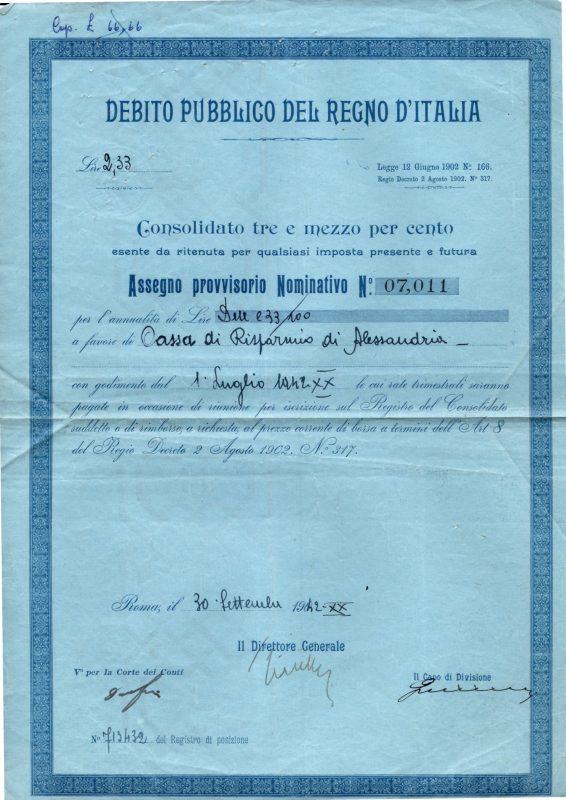 Cap. £ 66,66
DEBITO PUBBLICO DEL REGNO D'ITALIA
Lire 2,33
Legge 12 Giugno 1902 N.º 166.
Regio Decreto 2 Agosto 1902. N.º 317.
Consolidato tre e mezzo per cento
esente da ritenuta per qualsiasi imposta presente e futura
Assegno provvisorio Nominativo N.º 07,011
per l'annualità di Lire Due e 33/100
a favore di Cassa di Risparmio di Alessandria —
con godimento dal 1º Luglio 1942 XX le cui rate trimestrali saranno
pagate in occasione di riunione per iscrizione sul Registro del Consolidato
suddetto o di rimborso, a richiesta, al prezzo corrente di borsa a termini dell'Art 8
del Regio Decreto 2 Agosto 1902. N.º 317.
Roma, il 30 Settembre 1942 XX
Il Direttore Generale
Vº per la Corte dei Conti
Il Capo di Divisione
Nº 713432 del Registro di posizione